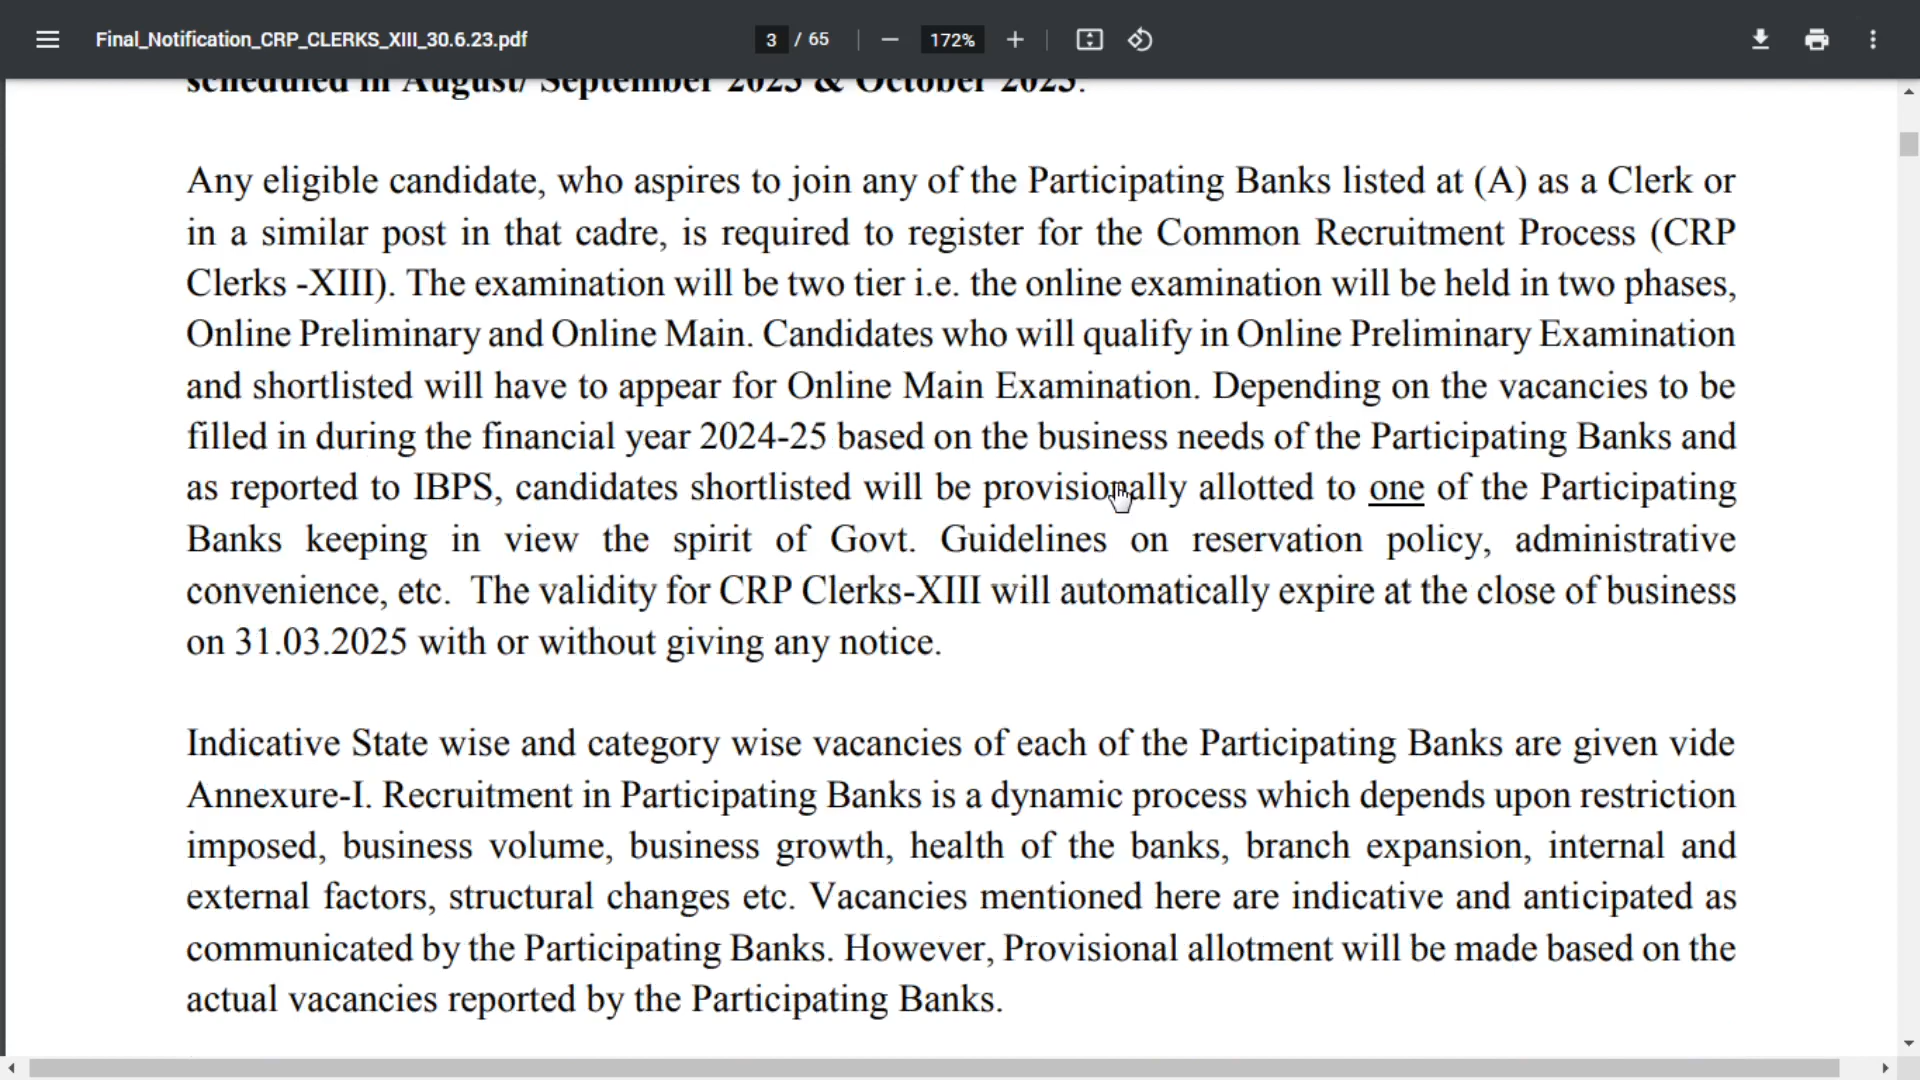 Final_Notification_CRP_CLERKS_XIII_30.6.23.pdf
3 / 65
172%
scheduled in August/ September 2023 & October 2023.
Any eligible candidate, who aspires to join any of the Participating Banks listed at (A) as a Clerk or
in a similar post in that cadre, is required to register for the Common Recruitment Process (CRP
Clerks -XIII). The examination will be two tier i.e. the online examination will be held in two phases,
Online Preliminary and Online Main. Candidates who will qualify in Online Preliminary Examination
and shortlisted will have to appear for Online Main Examination. Depending on the vacancies to be
filled in during the financial year 2024-25 based on the business needs of the Participating Banks and
as reported to IBPS, candidates shortlisted will be provisionally allotted to one of the Participating
Banks keeping in view the spirit of Govt. Guidelines on reservation policy, administrative
convenience, etc. The validity for CRP Clerks-XIII will automatically expire at the close of business
on 31.03.2025 with or without giving any notice.
Indicative State wise and category wise vacancies of each of the Participating Banks are given vide
Annexure-I. Recruitment in Participating Banks is a dynamic process which depends upon restriction
imposed, business volume, business growth, health of the banks, branch expansion, internal and
external factors, structural changes etc. Vacancies mentioned here are indicative and anticipated as
communicated by the Participating Banks. However, Provisional allotment will be made based on the
actual vacancies reported by the Participating Banks.